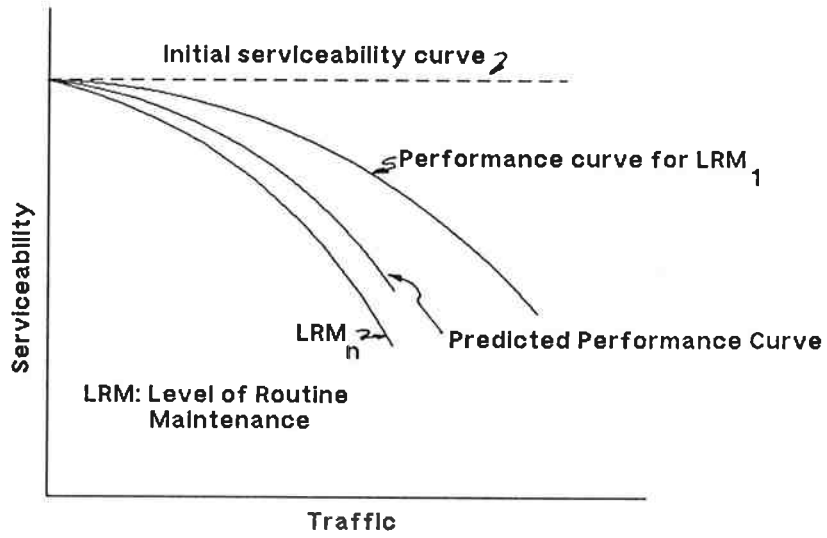 Initial serviceability curve
Performance curve for LRM1
Serviceability
LRMn
Predicted Performance Curve
LRM: Level of Routine
Maintenance
Traffic